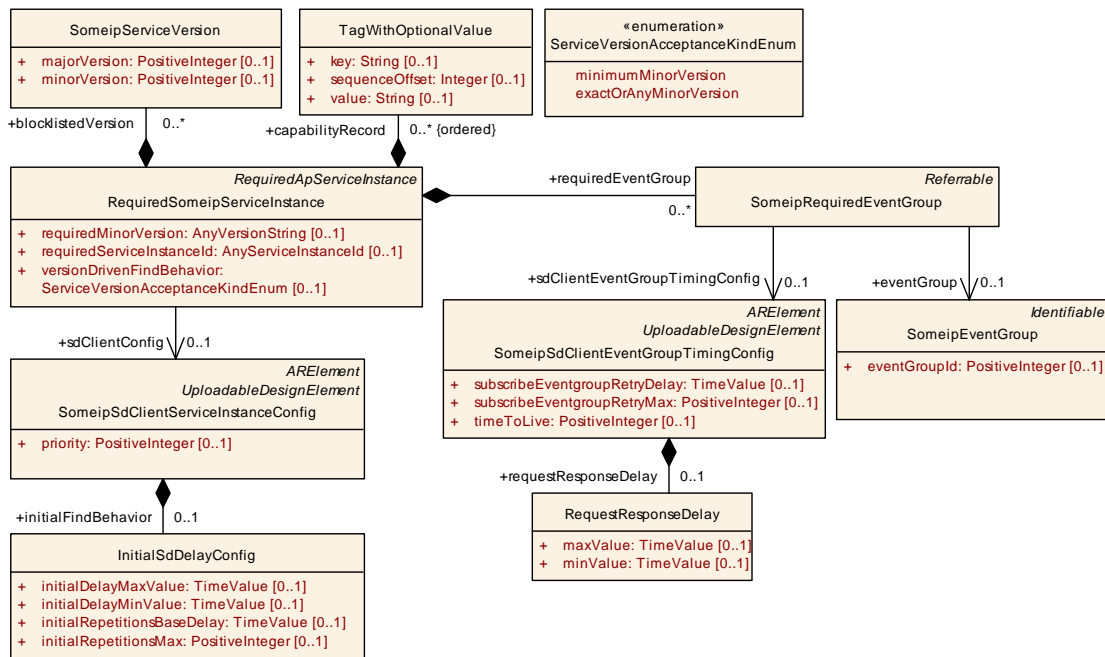 SomeipServiceVersion
+ majorVersion: PositiveInteger [0..1]
+ minorVersion: PositiveInteger [0..1]
TagWithOptionalValue
+ key: String [0..1]
+ sequenceOffset: Integer [0..1]
+ value: String [0..1]
«enumeration»
ServiceVersionAcceptanceKindEnum
minimumMinorVersion
exactOrAnyMinorVersion
+blocklistedVersion 0..*
+capabilityRecord 0..* {ordered}
RequiredApServiceInstance
RequiredSomeipServiceInstance
+ requiredMinorVersion: AnyVersionString [0..1]
+ requiredServiceInstanceId: AnyServiceInstanceId [0..1]
+ versionDrivenFindBehavior:
ServiceVersionAcceptanceKindEnum [0..1]
+requiredEventGroup
0..*
Referrable
SomeipRequiredEventGroup
+sdClientEventGroupTimingConfig 0..1
+eventGroup 0..1
+sdClientConfig 0..1
ARElement
UploadableDesignElement
SomeipSdClientEventGroupTimingConfig
+ subscribeEventgroupRetryDelay: TimeValue [0..1]
+ subscribeEventgroupRetryMax: PositiveInteger [0..1]
+ timeToLive: PositiveInteger [0..1]
Identifiable
SomeipEventGroup
+ eventGroupId: PositiveInteger [0..1]
ARElement
UploadableDesignElement
SomeipSdClientServiceInstanceConfig
+ priority: PositiveInteger [0..1]
+requestResponseDelay 0..1
RequestResponseDelay
+ maxValue: TimeValue [0..1]
+ minValue: TimeValue [0..1]
+initialFindBehavior 0..1
InitialSdDelayConfig
+ initialDelayMaxValue: TimeValue [0..1]
+ initialDelayMinValue: TimeValue [0..1]
+ initialRepetitionsBaseDelay: TimeValue [0..1]
+ initialRepetitionsMax: PositiveInteger [0..1]